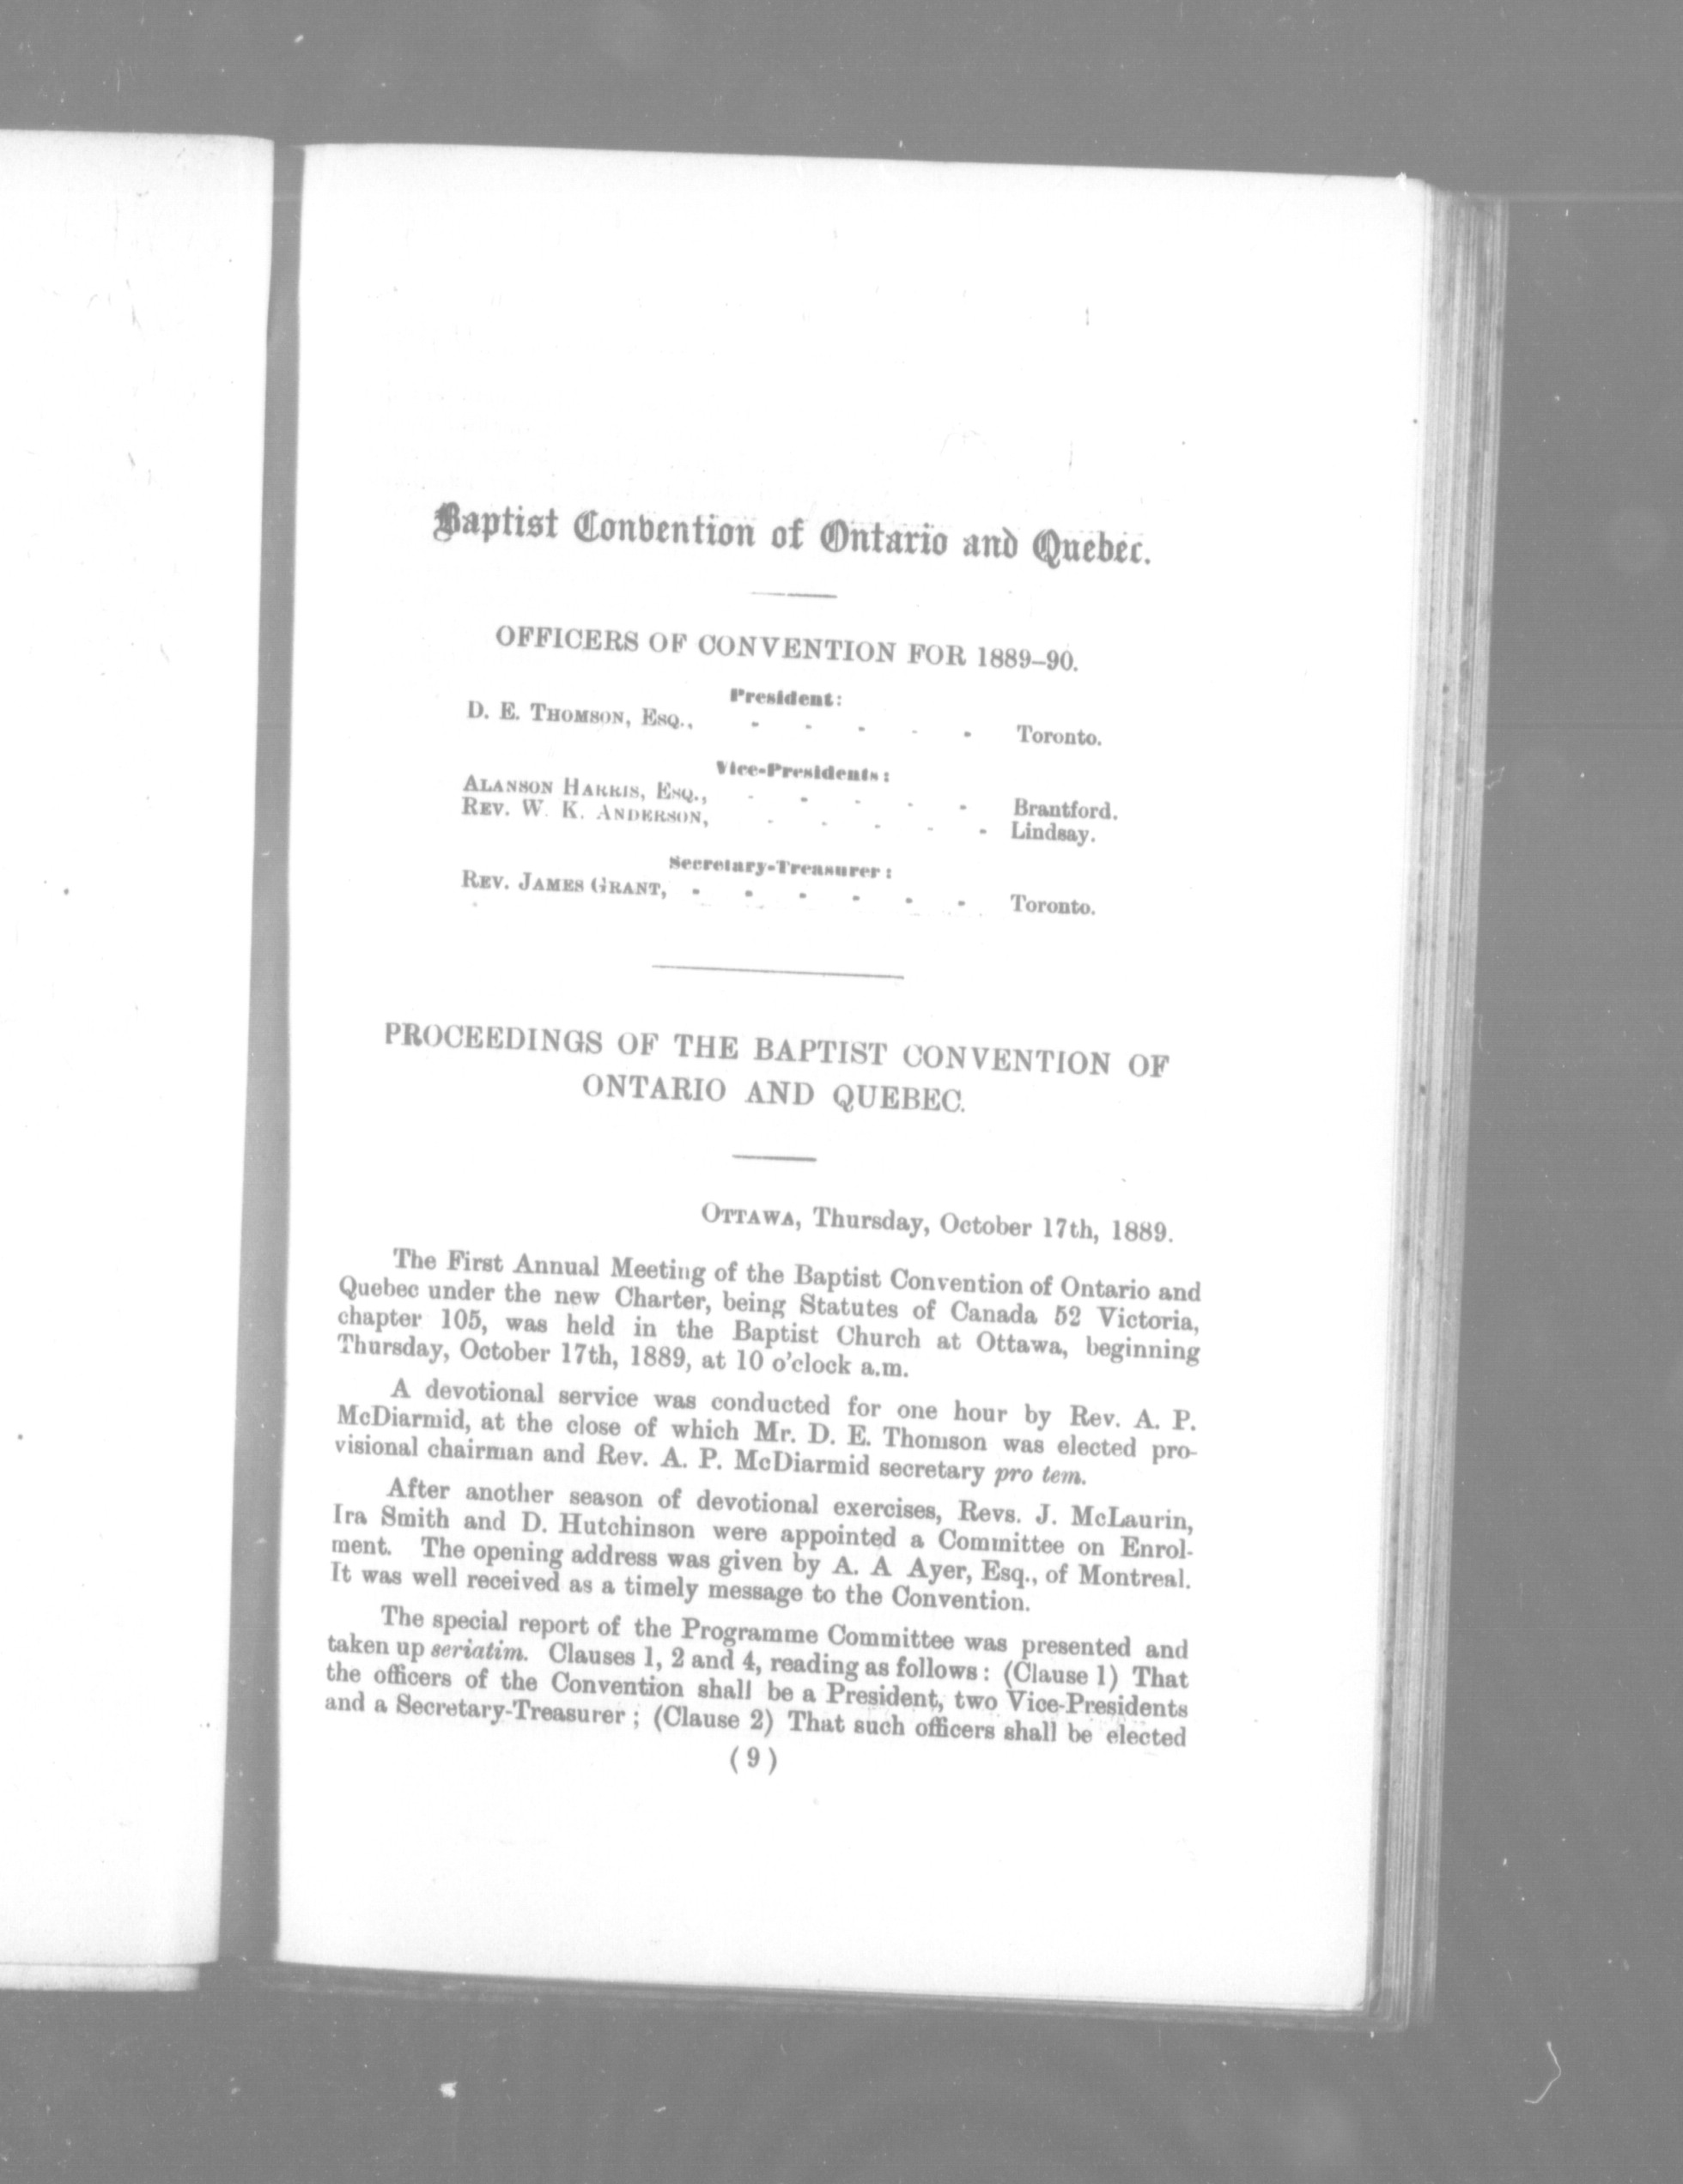 Baptist Convention of Ontario and Quebec.
OFFICERS OF CONVENTION FOR 1889–90.
President:
D. E. THOMSON, ESQ., - - - - - Toronto.
Vice-Presidents:
ALANSON HARRIS, ESQ., - - - - - Brantford.
REV. W. K. ANDERSON, - - - - - Lindsay.
Secretary-Treasurer:
REV. JAMES GRANT, - - - - - - Toronto.
PROCEEDINGS OF THE BAPTIST CONVENTION OF
ONTARIO AND QUEBEC.
OTTAWA, Thursday, October 17th, 1889.
The First Annual Meeting of the Baptist Convention of Ontario and
Quebec under the new Charter, being Statutes of Canada 52 Victoria,
chapter 105, was held in the Baptist Church at Ottawa, beginning
Thursday, October 17th, 1889, at 10 o'clock a.m.
A devotional service was conducted for one hour by Rev. A. P.
McDiarmid, at the close of which Mr. D. E. Thomson was elected pro-
visional chairman and Rev. A. P. McDiarmid secretary pro tem.
After another season of devotional exercises, Revs. J. McLaurin,
Ira Smith and D. Hutchinson were appointed a Committee on Enrol-
ment. The opening address was given by A. A Ayer, Esq., of Montreal.
It was well received as a timely message to the Convention.
The special report of the Programme Committee was presented and
taken up seriatim. Clauses 1, 2 and 4, reading as follows: (Clause 1) That
the officers of the Convention shall be a President, two Vice-Presidents
and a Secretary-Treasurer; (Clause 2) That such officers shall be elected
(9)